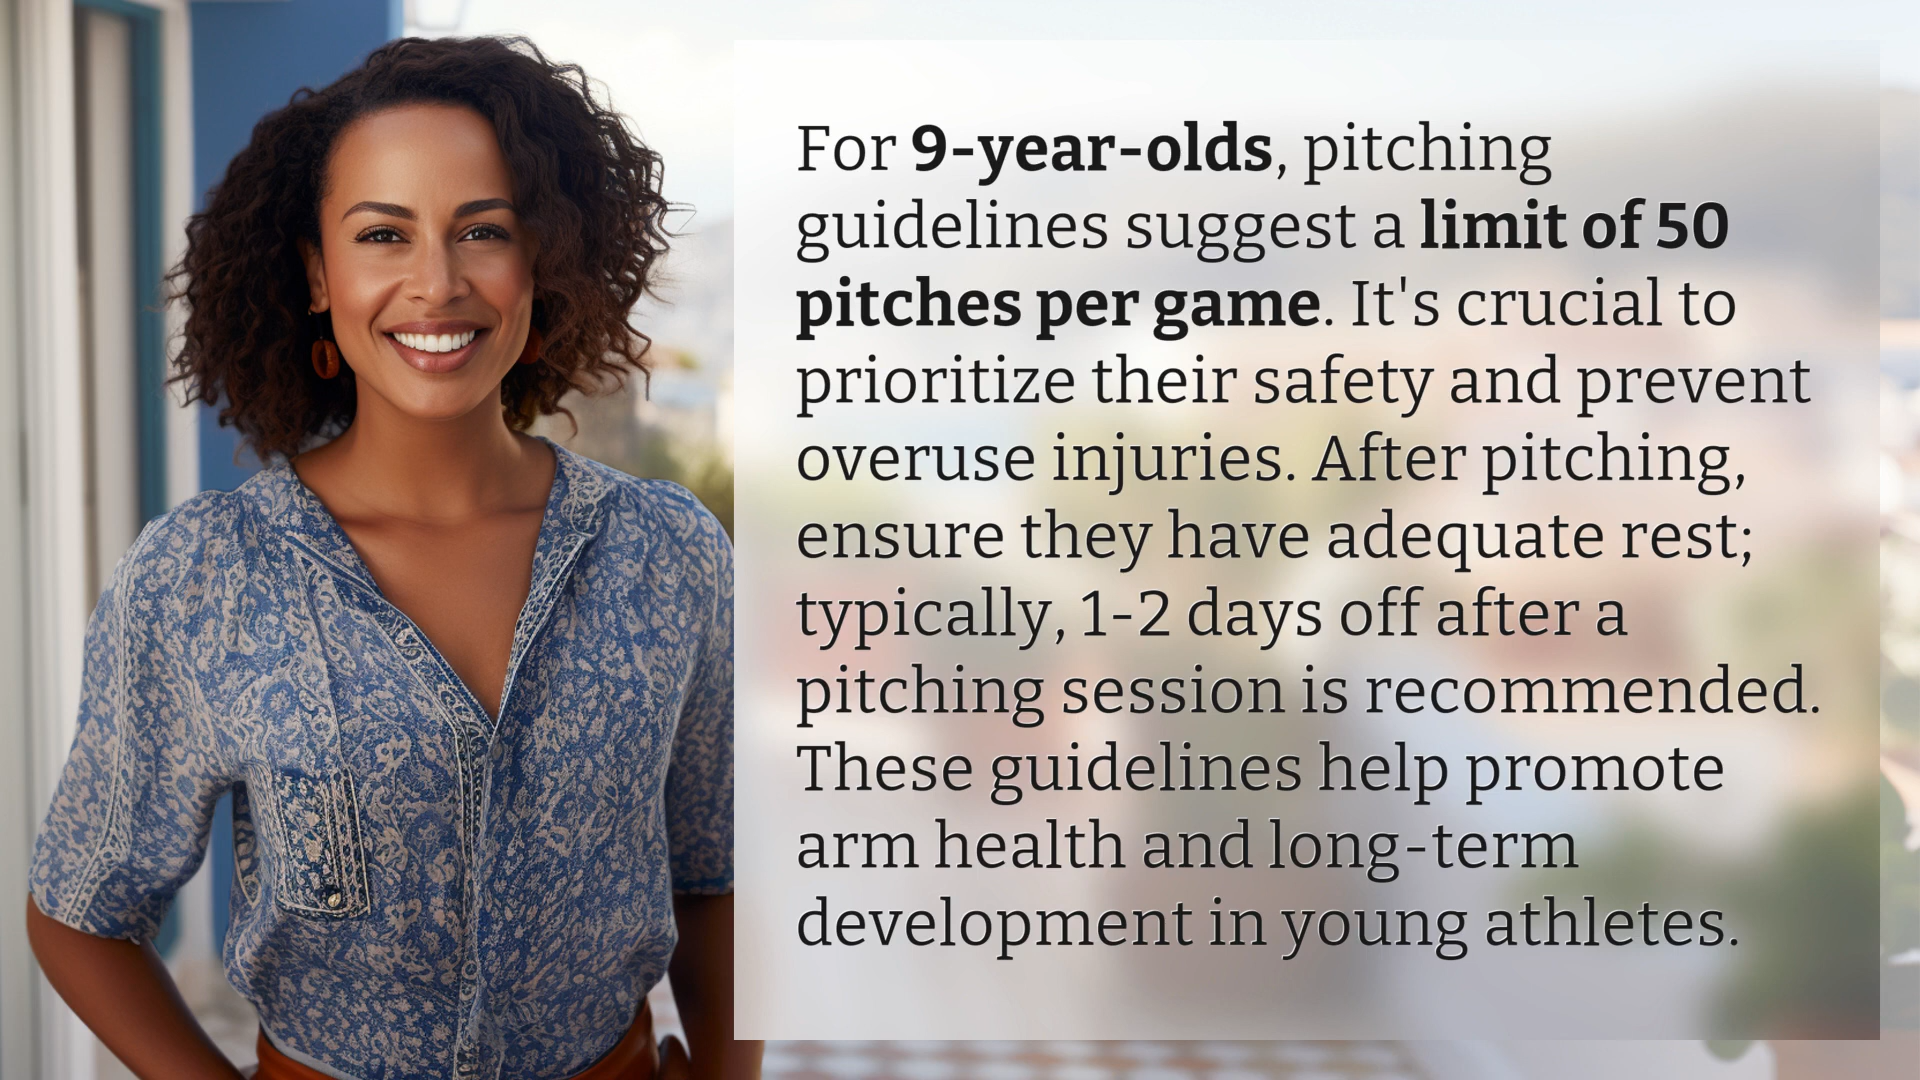 For 9-year-olds, pitching
guidelines suggest a limit of 50
pitches per game. It's crucial to
prioritize their safety and prevent
overuse injuries. After pitching,
ensure they have adequate rest;
typically, 1-2 days off after a
pitching session is recommended.
These guidelines help promote
arm health and long-term
development in young athletes.